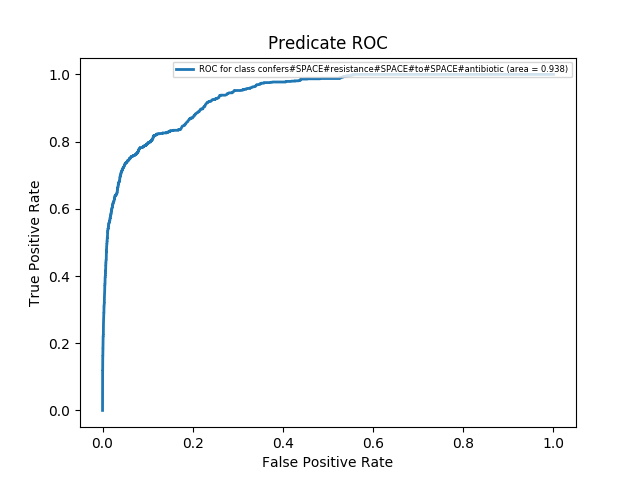 Predicate ROC
ROC for class confers#SPACE#resistance#SPACE#to#SPACE#antibiotic (area = 0.938)
1.0
0.8
0.6
0.4
0.2
0.0
True Positive Rate
0.0 0.2 0.4 0.6 0.8 1.0
False Positive Rate